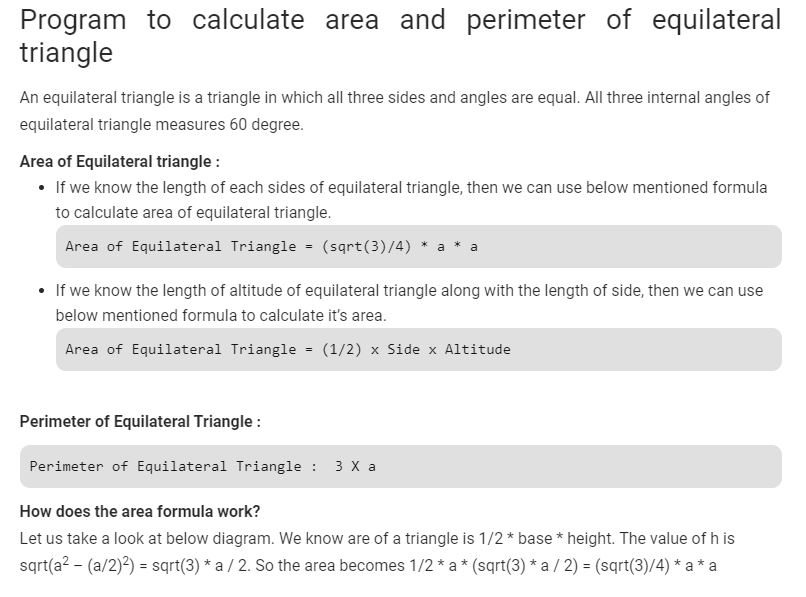 Program to calculate area and perimeter of equilateral
triangle
An equilateral triangle is a triangle in which all three sides and angles are equal. All three internal angles of
equilateral triangle measures 60 degree.
Area of Equilateral triangle :
• If we know the length of each sides of equilateral triangle, then we can use below mentioned formula
to calculate area of equilateral triangle.
Area of Equilateral Triangle = (sqrt(3)/4) * a * a
• If we know the length of altitude of equilateral triangle along with the length of side, then we can use
below mentioned formula to calculate it's area.
Area of Equilateral Triangle = (1/2) x Side x Altitude
Perimeter of Equilateral Triangle :
Perimeter of Equilateral Triangle :  3 X a
How does the area formula work?
Let us take a look at below diagram. We know are of a triangle is 1/2 * base * height. The value of h is
sqrt(a² – (a/2)²) = sqrt(3) * a / 2. So the area becomes 1/2 * a * (sqrt(3) * a / 2) = (sqrt(3)/4) * a * a